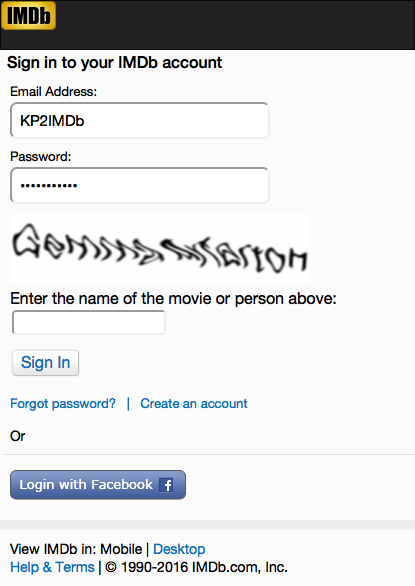 IMDb
Sign in to your IMDb account
Email Address:
KP2IMDb
Password:
•••••••••••
Enter the name of the movie or person above:
Sign In
Forgot password? | Create an account
Or
Login with Facebook f
View IMDb in: Mobile | Desktop
Help & Terms | © 1990-2016 IMDb.com, Inc.